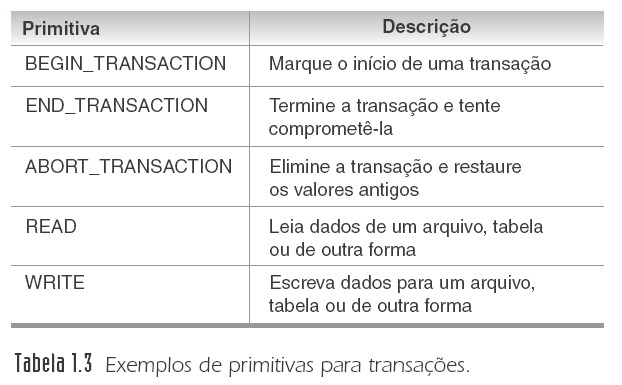 Primitiva Descrição
BEGIN_TRANSACTION Marque o início de uma transação
END_TRANSACTION Termine a transação e tente
comprometê-la
ABORT_TRANSACTION Elimine a transação e restaure
os valores antigos
READ Leia dados de um arquivo, tabela
ou de outra forma
WRITE Escreva dados para um arquivo,
tabela ou de outra forma
Tabela 1.3 Exemplos de primitivas para transações.